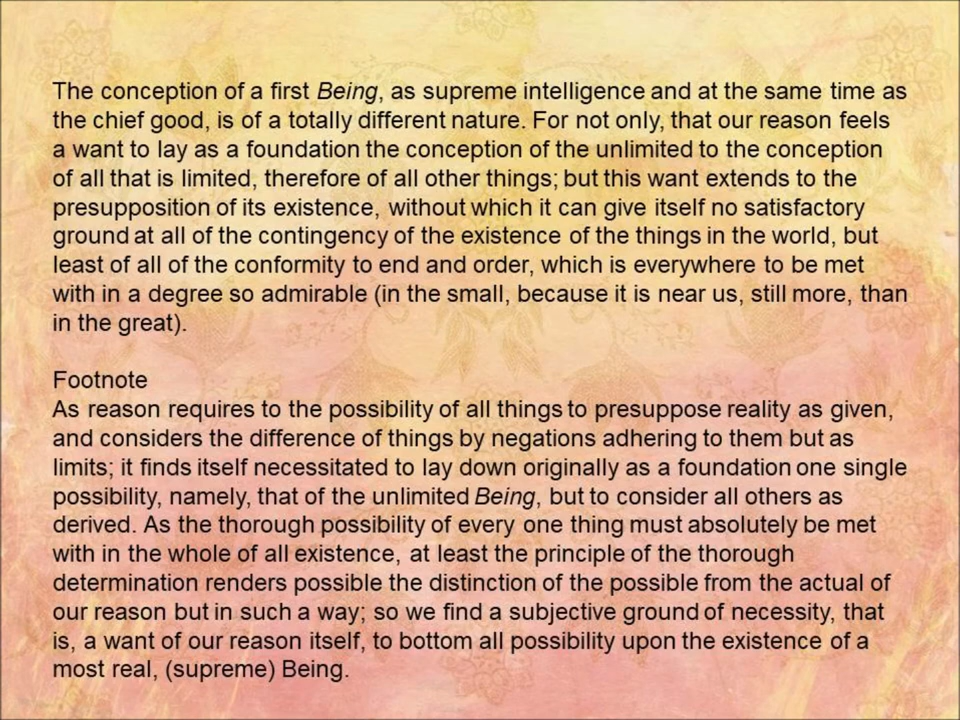 The conception of a first Being, as supreme intelligence and at the same time as
the chief good, is of a totally different nature. For not only, that our reason feels
a want to lay as a foundation the conception of the unlimited to the conception
of all that is limited, therefore of all other things; but this want extends to the
presupposition of its existence, without which it can give itself no satisfactory
ground at all of the contingency of the existence of the things in the world, but
least of all of the conformity to end and order, which is everywhere to be met
with in a degree so admirable (in the small, because it is near us, still more, than
in the great).
Footnote
As reason requires to the possibility of all things to presuppose reality as given,
and considers the difference of things by negations adhering to them but as
limits; it finds itself necessitated to lay down originally as a foundation one single
possibility, namely, that of the unlimited Being, but to consider all others as
derived. As the thorough possibility of every one thing must absolutely be met
with in the whole of all existence, at least the principle of the thorough
determination renders possible the distinction of the possible from the actual of
our reason but in such a way; so we find a subjective ground of necessity, that
is, a want of our reason itself, to bottom all possibility upon the existence of a
most real, (supreme) Being.